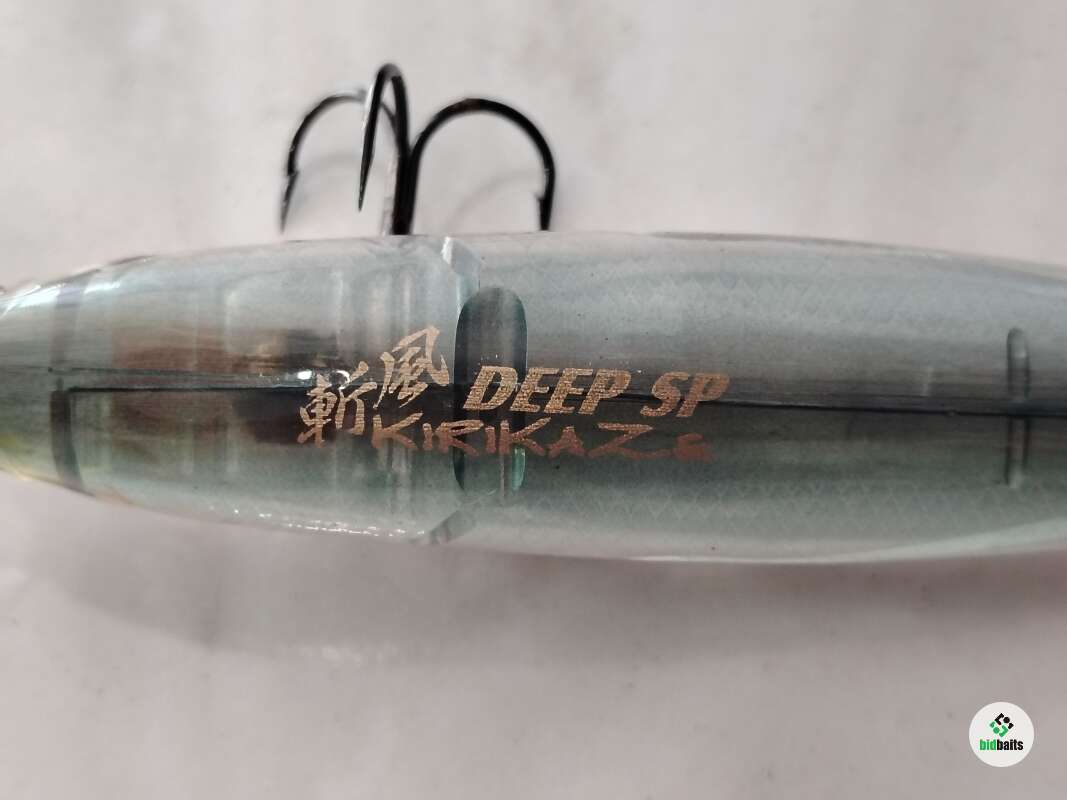 斬風 DEEP SP
KIRIKAZE
bidbaits